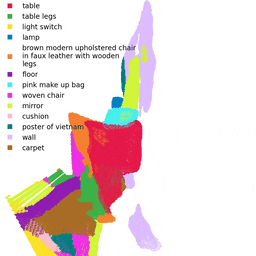 table
table legs
light switch
lamp
brown modern upholstered chair
in faux leather with wooden
legs
floor
pink make up bag
woven chair
mirror
cushion
poster of vietnam
wall
carpet